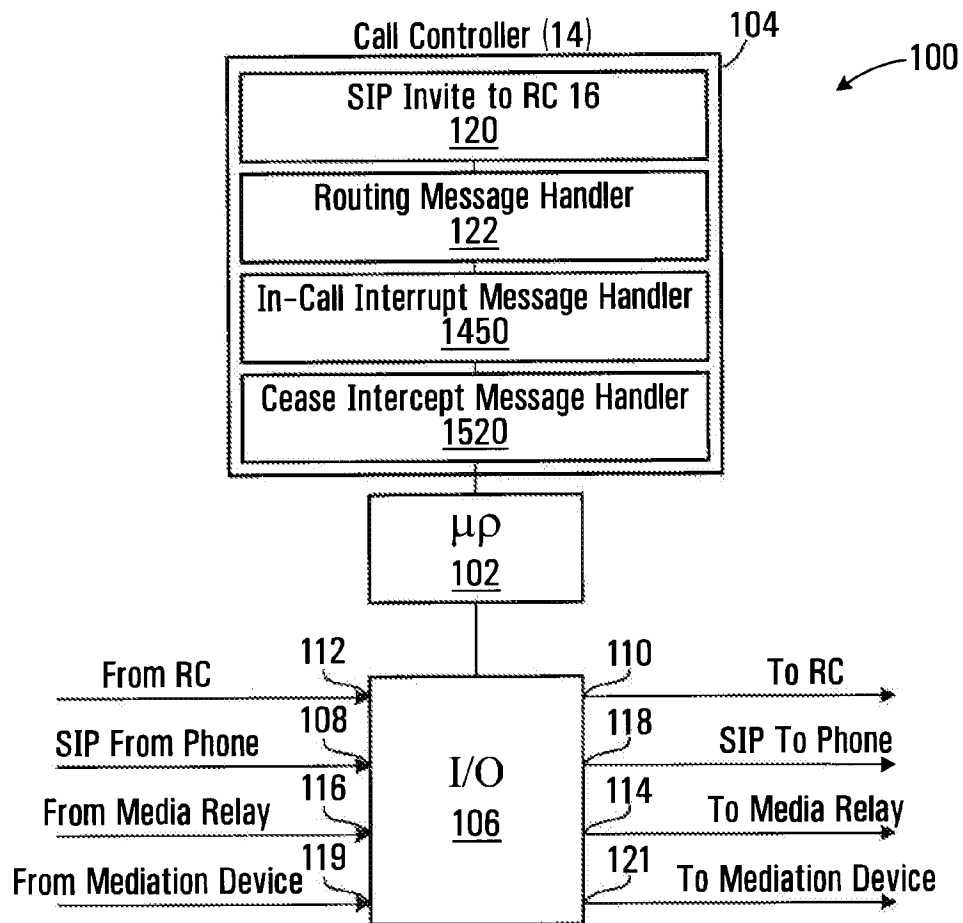 Call Controller (14)
104
100
SIP Invite to RC 16
120
Routing Message Handler
122
In-Call Interrupt Message Handler
1450
Cease Intercept Message Handler
1520
μρ
102
From RC
112
110
To RC
SIP From Phone
108
118
SIP To Phone
I/O
106
From Media Relay
116
114
To Media Relay
From Mediation Device
119
121
To Mediation Device